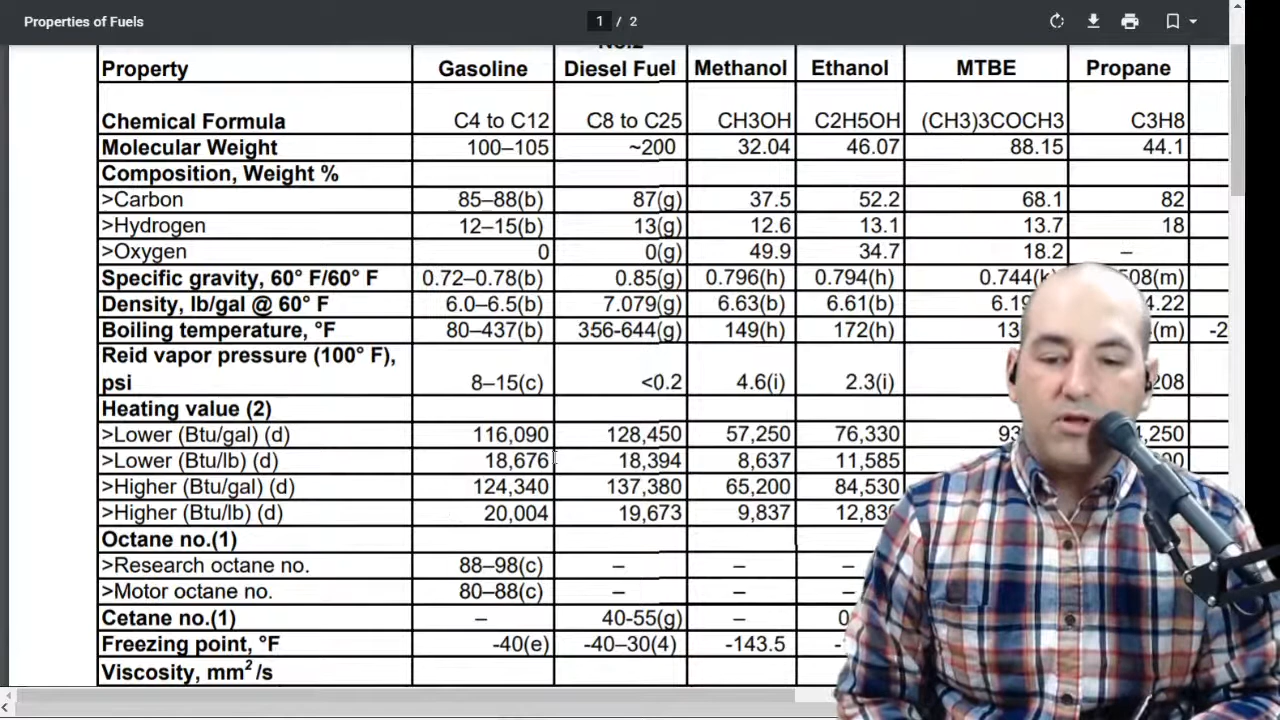 Properties of Fuels 1 / 2
Property Gasoline Diesel Fuel Methanol Ethanol MTBE Propane
Chemical Formula C4 to C12 C8 to C25 CH3OH C2H5OH (CH3)3COCH3 C3H8
Molecular Weight 100–105 ~200 32.04 46.07 88.15 44.1
Composition, Weight %
>Carbon 85–88(b) 87(g) 37.5 52.2 68.1 82
>Hydrogen 12–15(b) 13(g) 12.6 13.1 13.7 18
>Oxygen 0 0(g) 49.9 34.7 18.2 –
Specific gravity, 60° F/60° F 0.72–0.78(b) 0.85(g) 0.796(h) 0.794(h)
Density, lb/gal @ 60° F 6.0–6.5(b) 7.079(g) 6.63(b) 6.61(b)
Boiling temperature, °F 80–437(b) 356-644(g) 149(h) 172(h)
Reid vapor pressure (100° F),
psi 8–15(c) <0.2 4.6(i) 2.3(i)
Heating value (2)
>Lower (Btu/gal) (d) 116,090 128,450 57,250 76,330
>Lower (Btu/lb) (d) 18,676 18,394 8,637 11,585
>Higher (Btu/gal) (d) 124,340 137,380 65,200 84,530
>Higher (Btu/lb) (d) 20,004 19,673 9,837
Octane no.(1)
>Research octane no. 88–98(c) – – –
>Motor octane no. 80–88(c) – – –
Cetane no.(1) – 40-55(g) –
Freezing point, °F -40(e) -40–30(4) -143.5
Viscosity, mm²/s